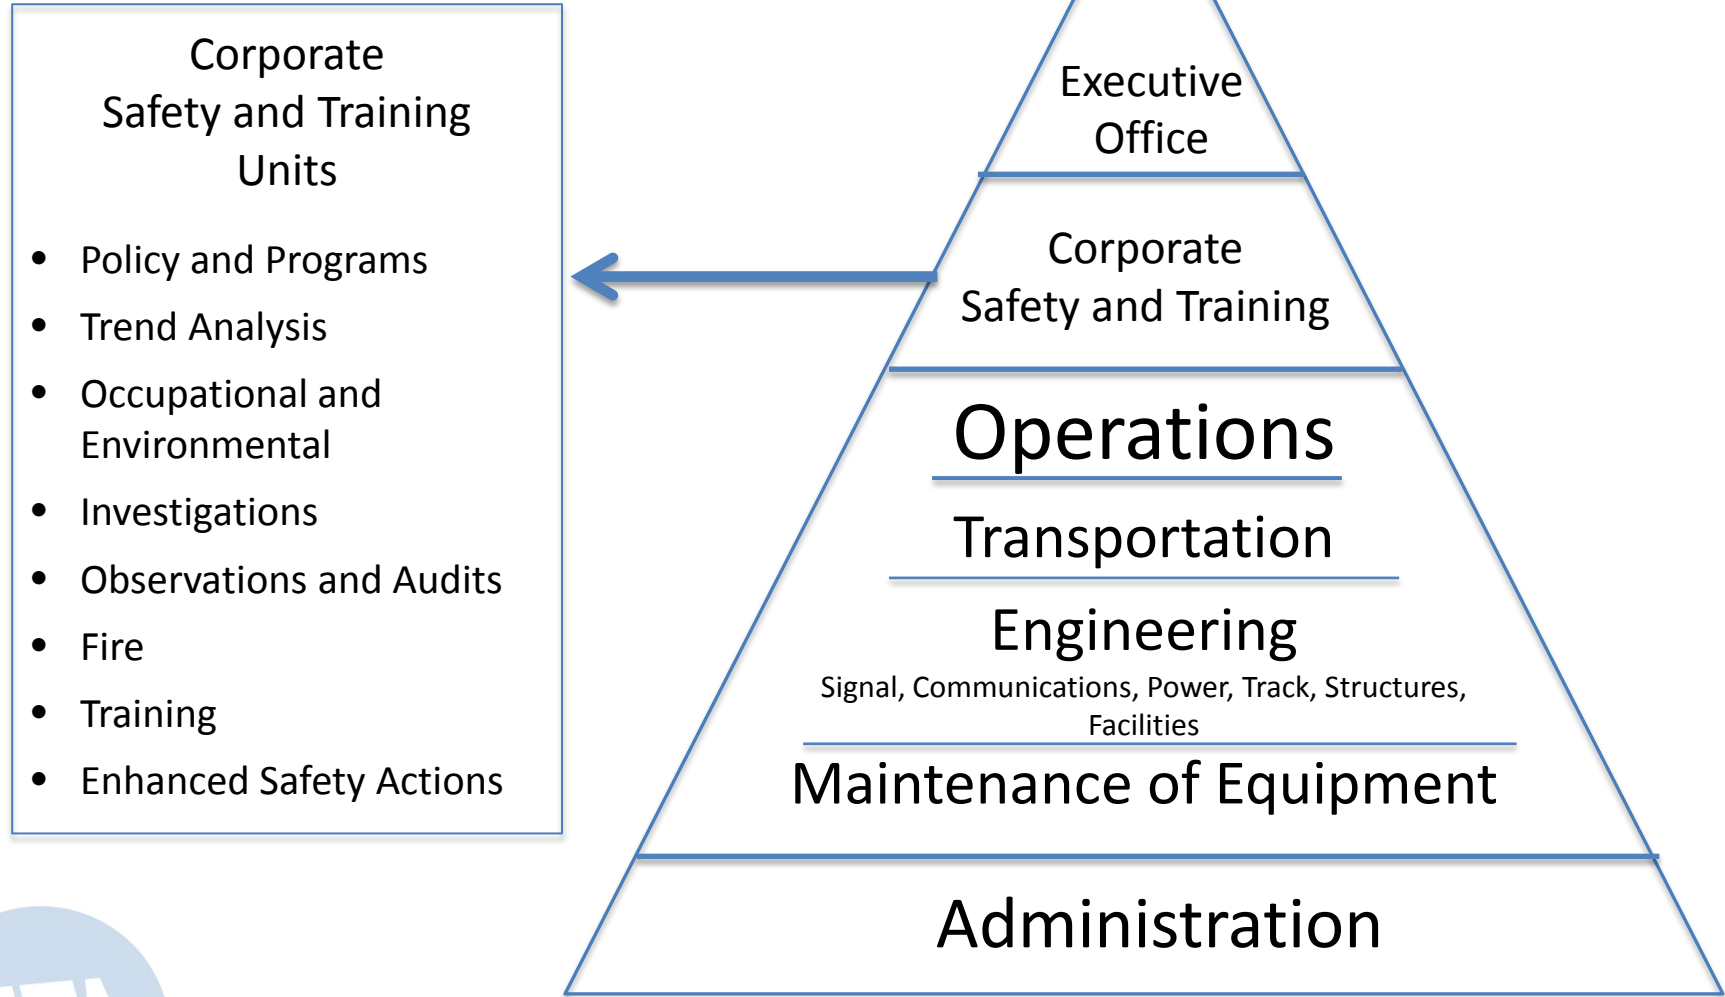 Corporate
Safety and Training
Units
• Policy and Programs
• Trend Analysis
• Occupational and
Environmental
• Investigations
• Observations and Audits
• Fire
• Training
• Enhanced Safety Actions
Executive
Office
Corporate
Safety and Training
Operations
Transportation
Engineering
Signal, Communications, Power, Track, Structures,
Facilities
Maintenance of Equipment
Administration